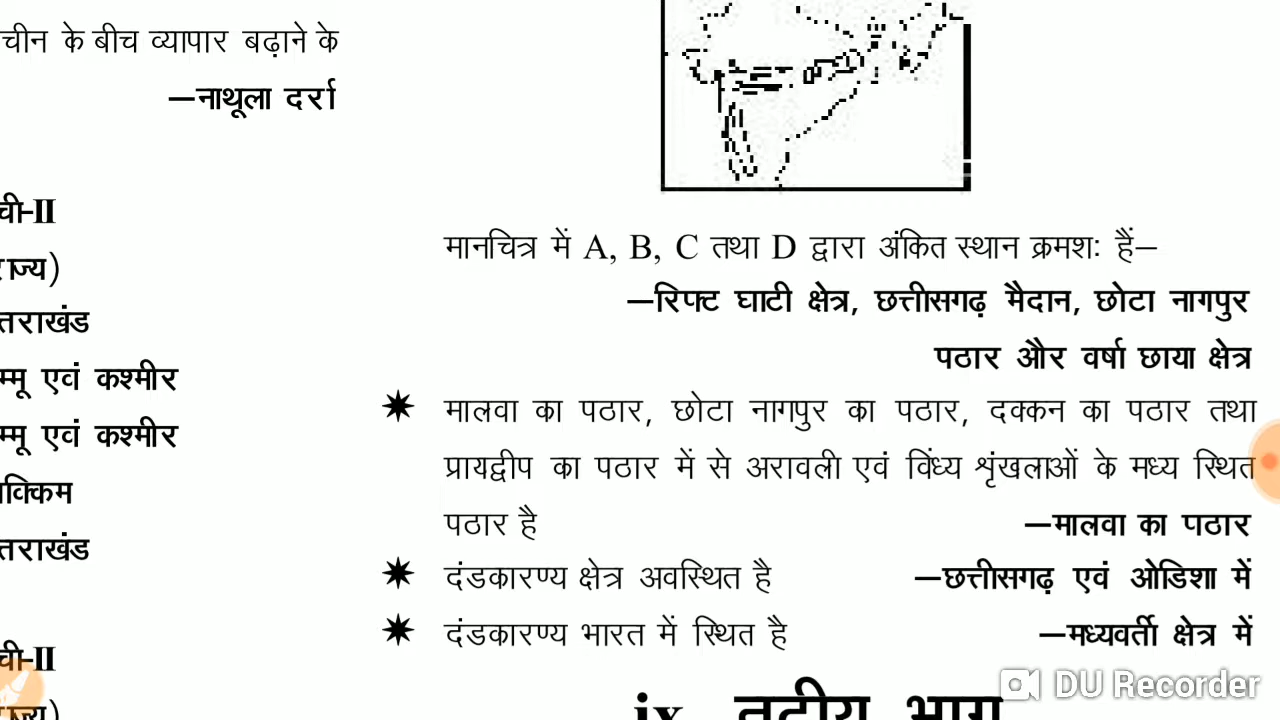 चीन के बीच व्यापार बढ़ाने के
—नाथूला दर्रा
ची-II
राज्य)
त्तराखंड
म्मू एवं कश्मीर
म्मू एवं कश्मीर
क्किम
त्तराखंड
ची-II
ाज्य)
मानचित्र में A, B, C तथा D द्वारा अंकित स्थान क्रमशः हैं—
—रिफ्ट घाटी क्षेत्र, छत्तीसगढ़ मैदान, छोटा नागपुर
पठार और वर्षा छाया क्षेत्र
✷ मालवा का पठार, छोटा नागपुर का पठार, दक्कन का पठार तथा
प्रायद्वीप का पठार में से अरावली एवं विंध्य शृंखलाओं के मध्य स्थित
पठार है —मालवा का पठार
✷ दंडकारण्य क्षेत्र अवस्थित है —छत्तीसगढ़ एवं ओडिशा में
✷ दंडकारण्य भारत में स्थित है —मध्यवर्ती क्षेत्र में
ix तटीय भाग
DU Recorder